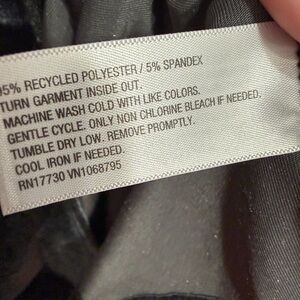 95% RECYCLED POLYESTER / 5% SPANDEX
TURN GARMENT INSIDE OUT.
MACHINE WASH COLD WITH LIKE COLORS.
GENTLE CYCLE. ONLY NON CHLORINE BLEACH IF NEEDED.
TUMBLE DRY LOW. REMOVE PROMPTLY.
COOL IRON IF NEEDED.
RN17730 VN1068795